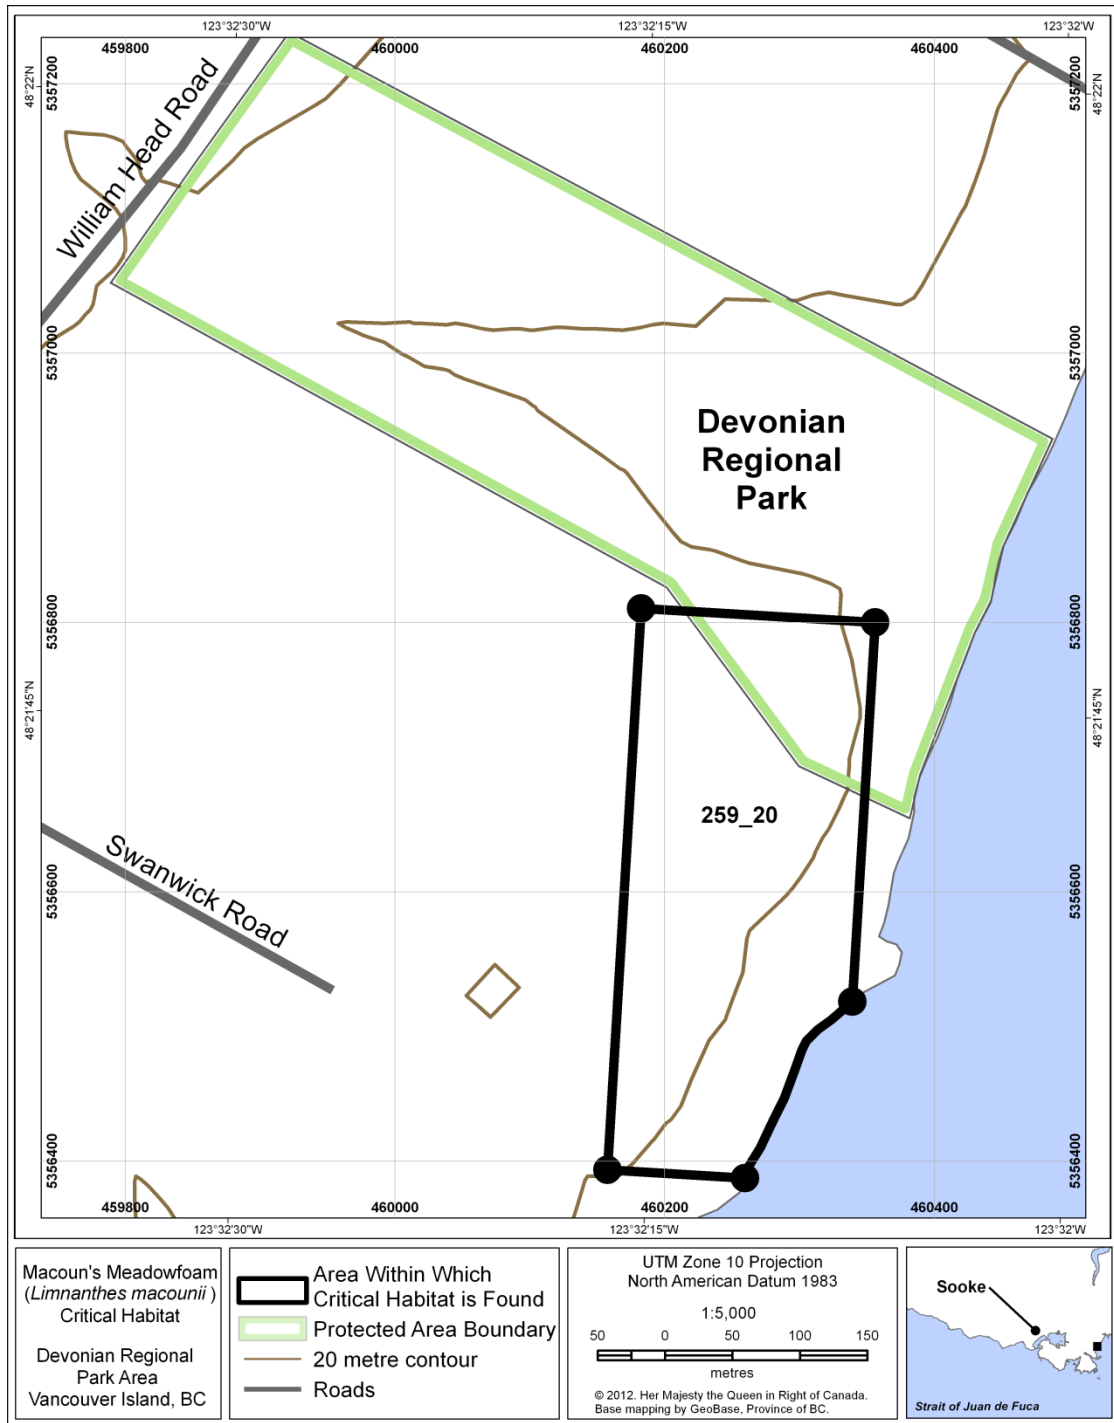 123°32'30"W
123°32'15"W
123°32'W
459800
460000
460200
460400
48°22'N
5357200
5357200
48°22'N
William Head Road
5357000
5357000
Devonian
Regional
Park
5356800
5356800
48°21'45"N
48°21'45"N
259_20
Swanwick Road
5356600
5356600
5356400
5356400
459800
460000
460200
460400
123°32'30"W
123°32'15"W
123°32'W
Macoun's Meadowfoam
(Limnanthes macounii )
Critical Habitat
Devonian Regional
Park Area
Vancouver Island, BC
Area Within Which
Critical Habitat is Found
Protected Area Boundary
20 metre contour
Roads
UTM Zone 10 Projection
North American Datum 1983
1:5,000
50 0 50 100 150
metres
© 2012. Her Majesty the Queen in Right of Canada.
Base mapping by GeoBase, Province of BC.
Sooke
Strait of Juan de Fuca